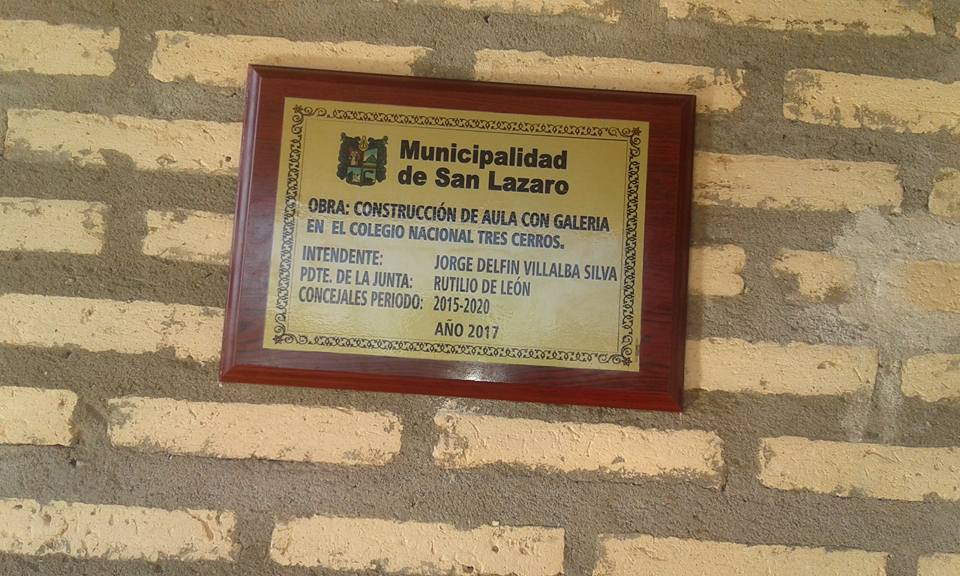 Municipalidad
de San Lazaro
OBRA: CONSTRUCCIÓN DE AULA CON GALERIA
EN EL COLEGIO NACIONAL TRES CERROS.
INTENDENTE: JORGE DELFIN VILLALBA SILVA
PDTE. DE LA JUNTA: RUTILIO DE LEÓN
CONCEJALES PERIODO: 2015-2020
AÑO 2017